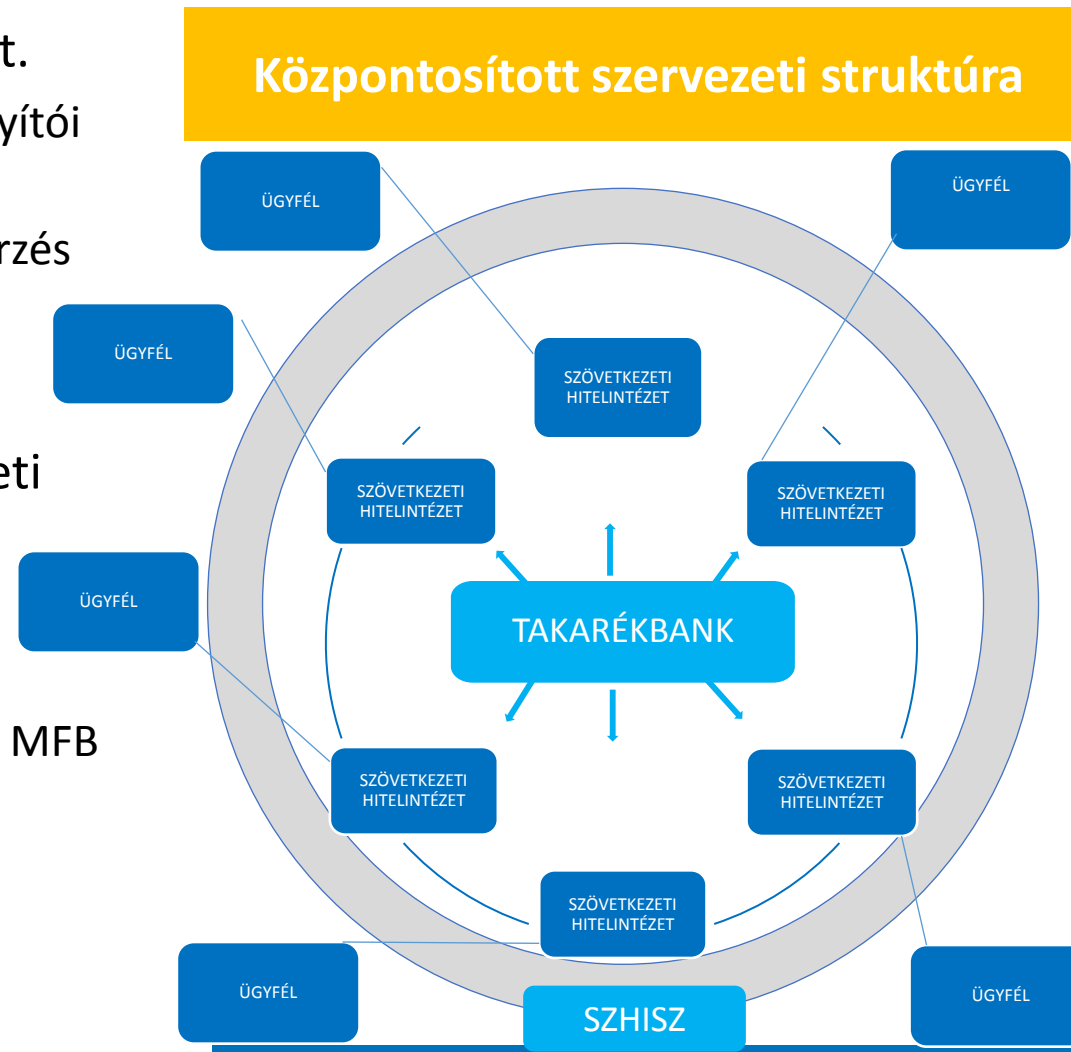 t.
yítói
rzés
eti
MFB
Központosított szervezeti struktúra
ÜGYFÉL
ÜGYFÉL
ÜGYFÉL
SZÖVETKEZETI
HITELINTÉZET
SZÖVETKEZETI
HITELINTÉZET
SZÖVETKEZETI
HITELINTÉZET
ÜGYFÉL
TAKARÉKBANK
SZÖVETKEZETI
HITELINTÉZET
SZÖVETKEZETI
HITELINTÉZET
SZÖVETKEZETI
HITELINTÉZET
ÜGYFÉL
SZHISZ
ÜGYFÉL